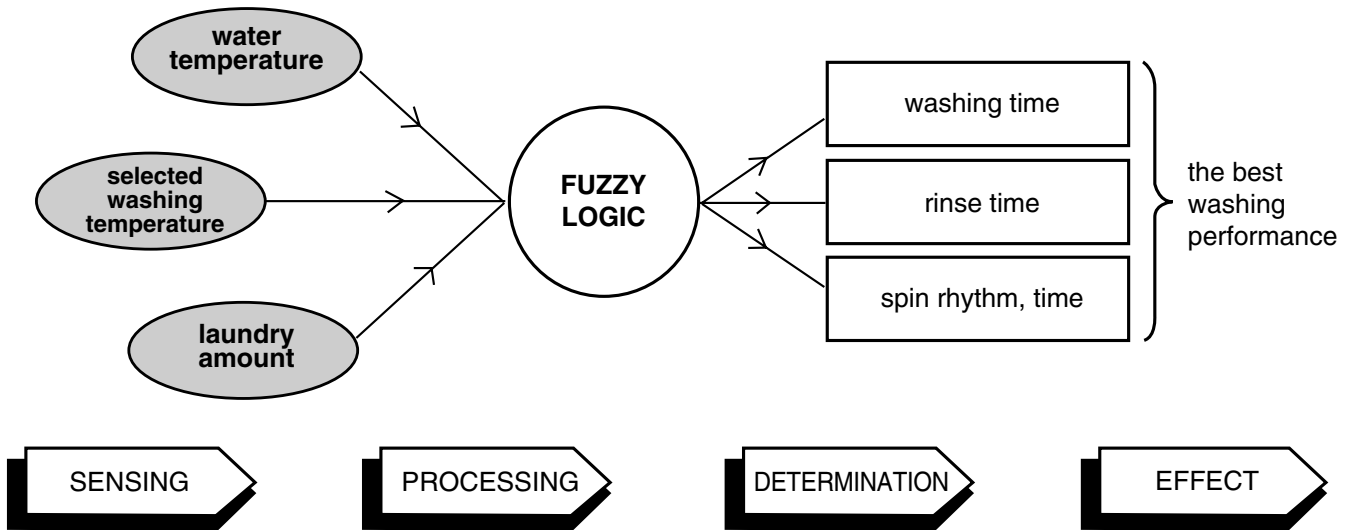 water
temperature
selected
washing
temperature
laundry
amount
FUZZY
LOGIC
washing time
rinse time
spin rhythm, time
the best
washing
performance
SENSING
PROCESSING
DETERMINATION
EFFECT